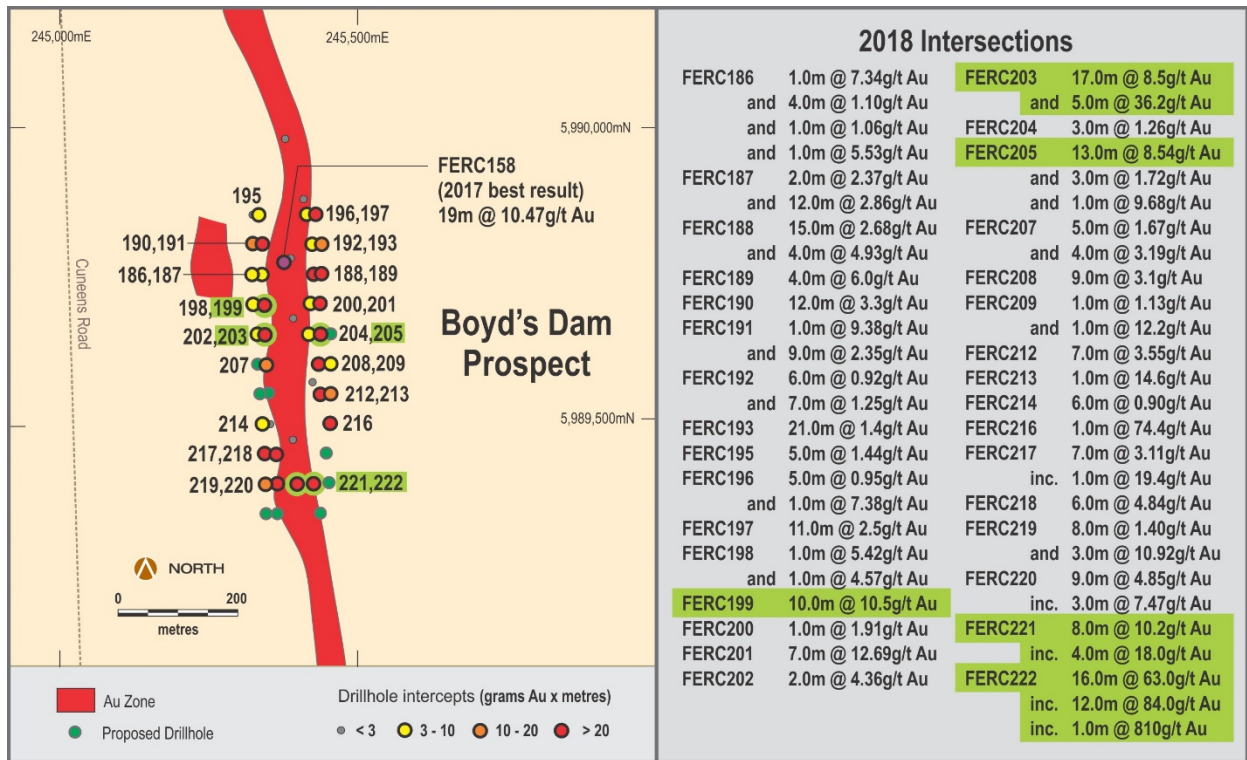 245,000mE
245,500mE
5,990,000mN
FERC158
(2017 best result)
19m @ 10.47g/t Au
195
196,197
190,191
192,193
186,187
188,189
198,199
200,201
202,203
204,205
207
208,209
212,213
214
216
217,218
219,220
221,222
Cuneens Road
Boyd's Dam
Prospect
5,989,500mN
NORTH
0
200
metres
Au Zone
Proposed Drillhole
Drillhole intercepts (grams Au x metres)
< 3
3 - 10
10 - 20
> 20
2018 Intersections
FERC186 1.0m @ 7.34g/t Au
and 4.0m @ 1.10g/t Au
and 1.0m @ 1.06g/t Au
and 1.0m @ 5.53g/t Au
FERC187 2.0m @ 2.37g/t Au
and 12.0m @ 2.86g/t Au
FERC188 15.0m @ 2.68g/t Au
and 4.0m @ 4.93g/t Au
FERC189 4.0m @ 6.0g/t Au
FERC190 12.0m @ 3.3g/t Au
FERC191 1.0m @ 9.38g/t Au
and 9.0m @ 2.35g/t Au
FERC192 6.0m @ 0.92g/t Au
and 7.0m @ 1.25g/t Au
FERC193 21.0m @ 1.4g/t Au
FERC195 5.0m @ 1.44g/t Au
FERC196 5.0m @ 0.95g/t Au
and 1.0m @ 7.38g/t Au
FERC197 11.0m @ 2.5g/t Au
FERC198 1.0m @ 5.42g/t Au
and 1.0m @ 4.57g/t Au
FERC199 10.0m @ 10.5g/t Au
FERC200 1.0m @ 1.91g/t Au
FERC201 7.0m @ 12.69g/t Au
FERC202 2.0m @ 4.36g/t Au
FERC203 17.0m @ 8.5g/t Au
and 5.0m @ 36.2g/t Au
FERC204 3.0m @ 1.26g/t Au
FERC205 13.0m @ 8.54g/t Au
and 3.0m @ 1.72g/t Au
and 1.0m @ 9.68g/t Au
FERC207 5.0m @ 1.67g/t Au
and 4.0m @ 3.19g/t Au
FERC208 9.0m @ 3.1g/t Au
FERC209 1.0m @ 1.13g/t Au
and 1.0m @ 12.2g/t Au
FERC212 7.0m @ 3.55g/t Au
FERC213 1.0m @ 14.6g/t Au
FERC214 6.0m @ 0.90g/t Au
FERC216 1.0m @ 74.4g/t Au
FERC217 7.0m @ 3.11g/t Au
inc. 1.0m @ 19.4g/t Au
FERC218 6.0m @ 4.84g/t Au
FERC219 8.0m @ 1.40g/t Au
and 3.0m @ 10.92g/t Au
FERC220 9.0m @ 4.85g/t Au
inc. 3.0m @ 7.47g/t Au
FERC221 8.0m @ 10.2g/t Au
inc. 4.0m @ 18.0g/t Au
FERC222 16.0m @ 63.0g/t Au
inc. 12.0m @ 84.0g/t Au
inc. 1.0m @ 810g/t Au